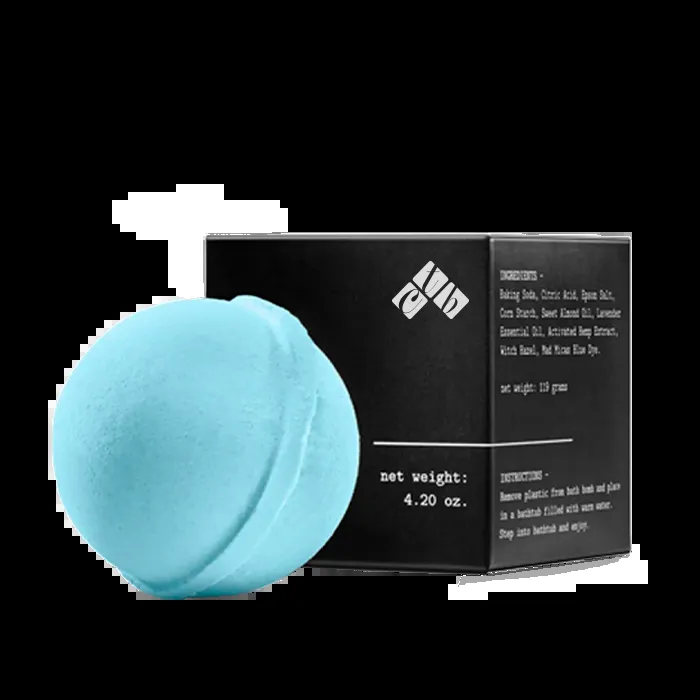 CLUB
net weight:
4.20 oz.
INGREDIENTS -
Baking Soda, Citric Acid, Epsom Salt,
Corn Starch, Sweet Almond Oil, Lavender
Essential Oil, Activated Hemp Extract,
Witch Hazel, Mad Micas Blue Dye.
net weight: 119 grams
INSTRUCTIONS -
Remove plastic from bath bomb and place
in a bathtub filled with warm water.
Step into bathtub and enjoy.